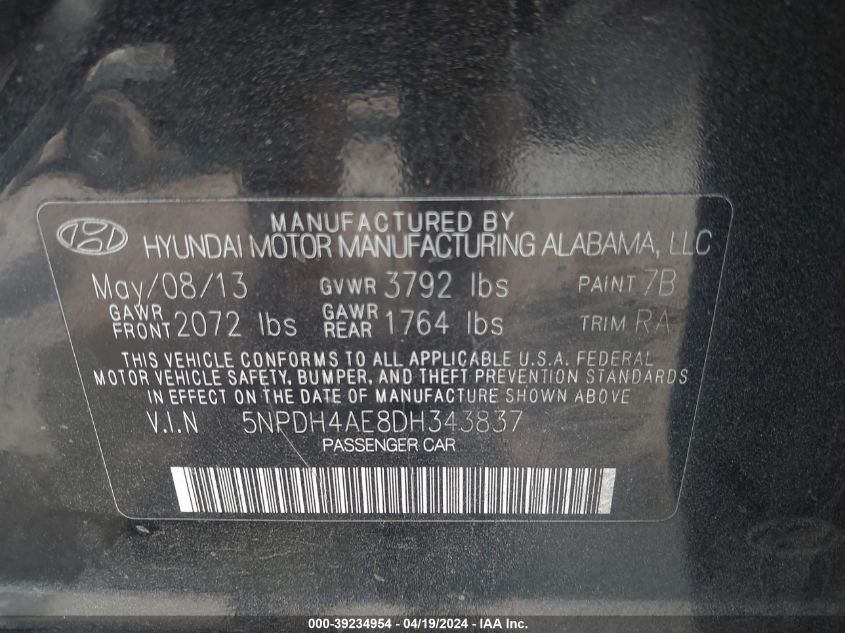 MANUFACTURED BY
HYUNDAI MOTOR MANUFACTURING ALABAMA, LLC
May/08/13 GVWR 3792 lbs PAINT 7B
GAWR FRONT 2072 lbs GAWR REAR 1764 lbs TRIM RA
THIS VEHICLE CONFORMS TO ALL APPLICABLE U.S.A. FEDERAL
MOTOR VEHICLE SAFETY, BUMPER, AND THEFT PREVENTION STANDARDS
IN EFFECT ON THE DATE OF MANUFACTURE SHOWN ABOVE
V.I.N 5NPDH4AE8DH343837
PASSENGER CAR
000-39234954 - 04/19/2024 - IAA Inc.